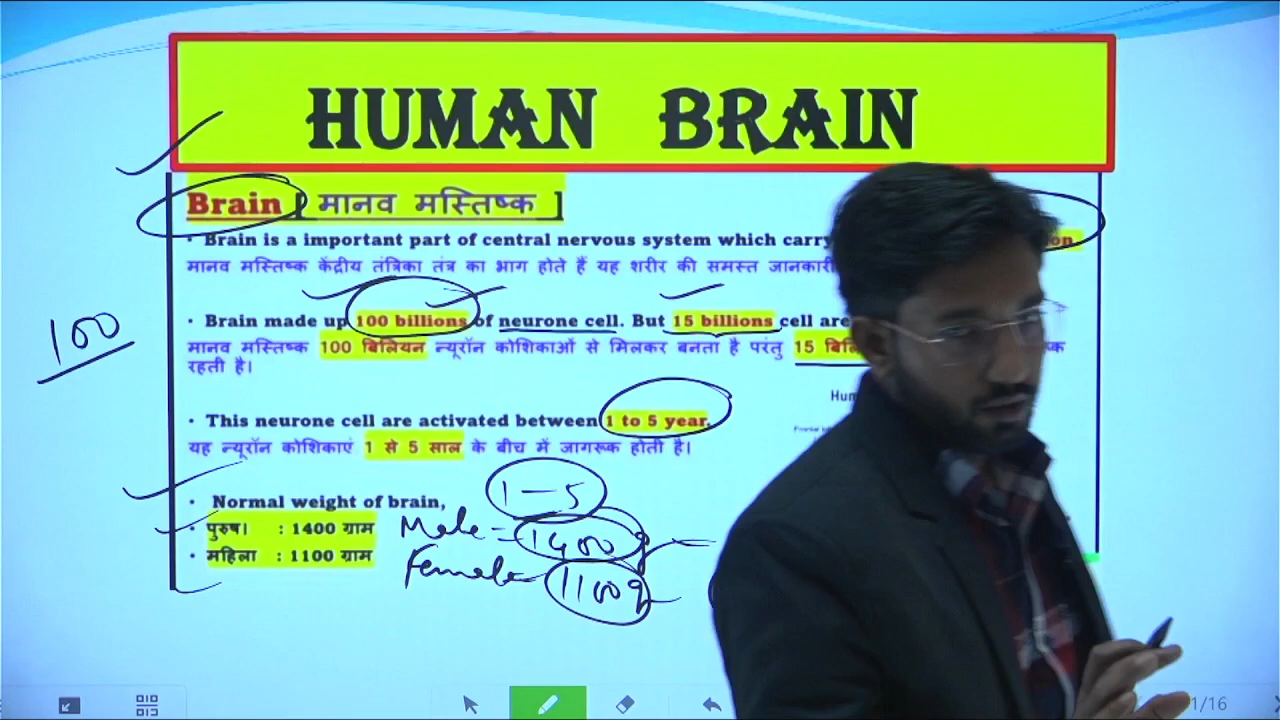 HUMAN BRAIN
Brain [ मानव मस्तिष्क ]
• Brain is a important part of central nervous system which carry
मानव मस्तिष्क केंद्रीय तंत्रिका तंत्र का भाग होते हैं यह शरीर की समस्त जानकारी
• Brain made up 100 billions of neurone cell. But 15 billions cell are
मानव मस्तिष्क 100 बिलियन न्यूरॉन कोशिकाओं से मिलकर बनता है परंतु 15
रहती है।
100
• This neurone cell are activated between 1 to 5 year.
यह न्यूरॉन कोशिकाएं 1 से 5 साल के बीच में जागरूक होती है।
• Normal weight of brain,
1-5
• पुरुष। : 1400 ग्राम
Male - 1400g
• महिला : 1100 ग्राम
Female 1100g
1/16